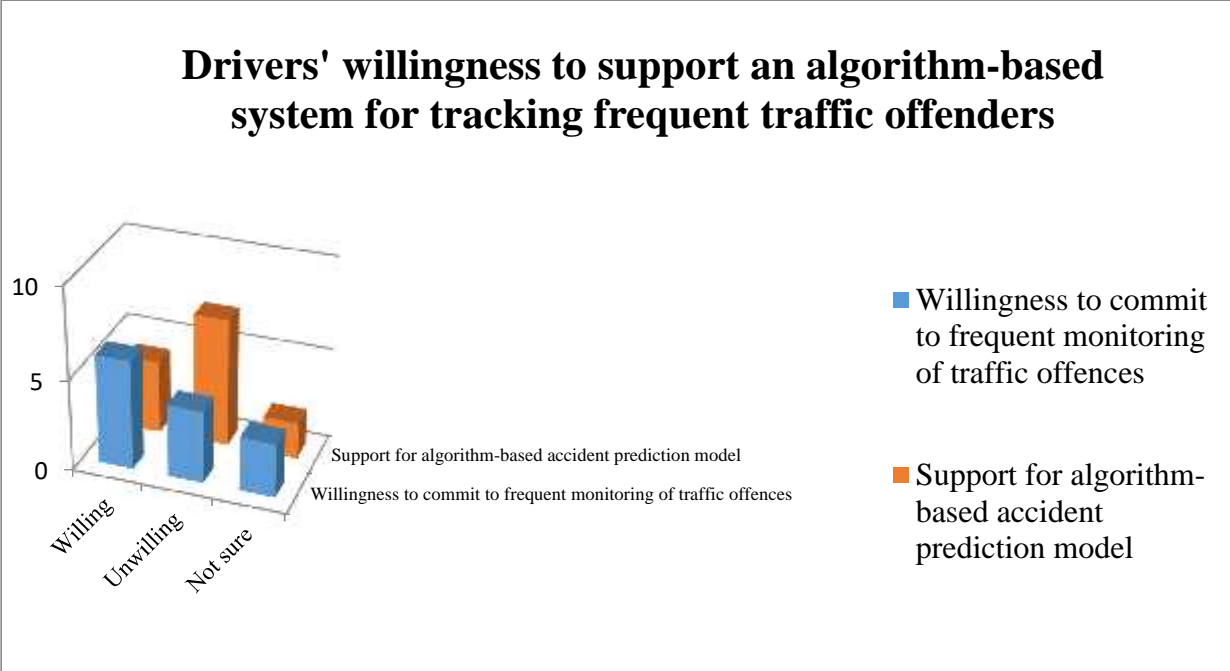 Drivers' willingness to support an algorithm-based
system for tracking frequent traffic offenders
10
5
0
Willing
Unwilling
Not sure
Support for algorithm-based accident prediction model
Willingness to commit to frequent monitoring of traffic offences
Willingness to commit
to frequent monitoring
of traffic offences
Support for algorithm-
based accident
prediction model